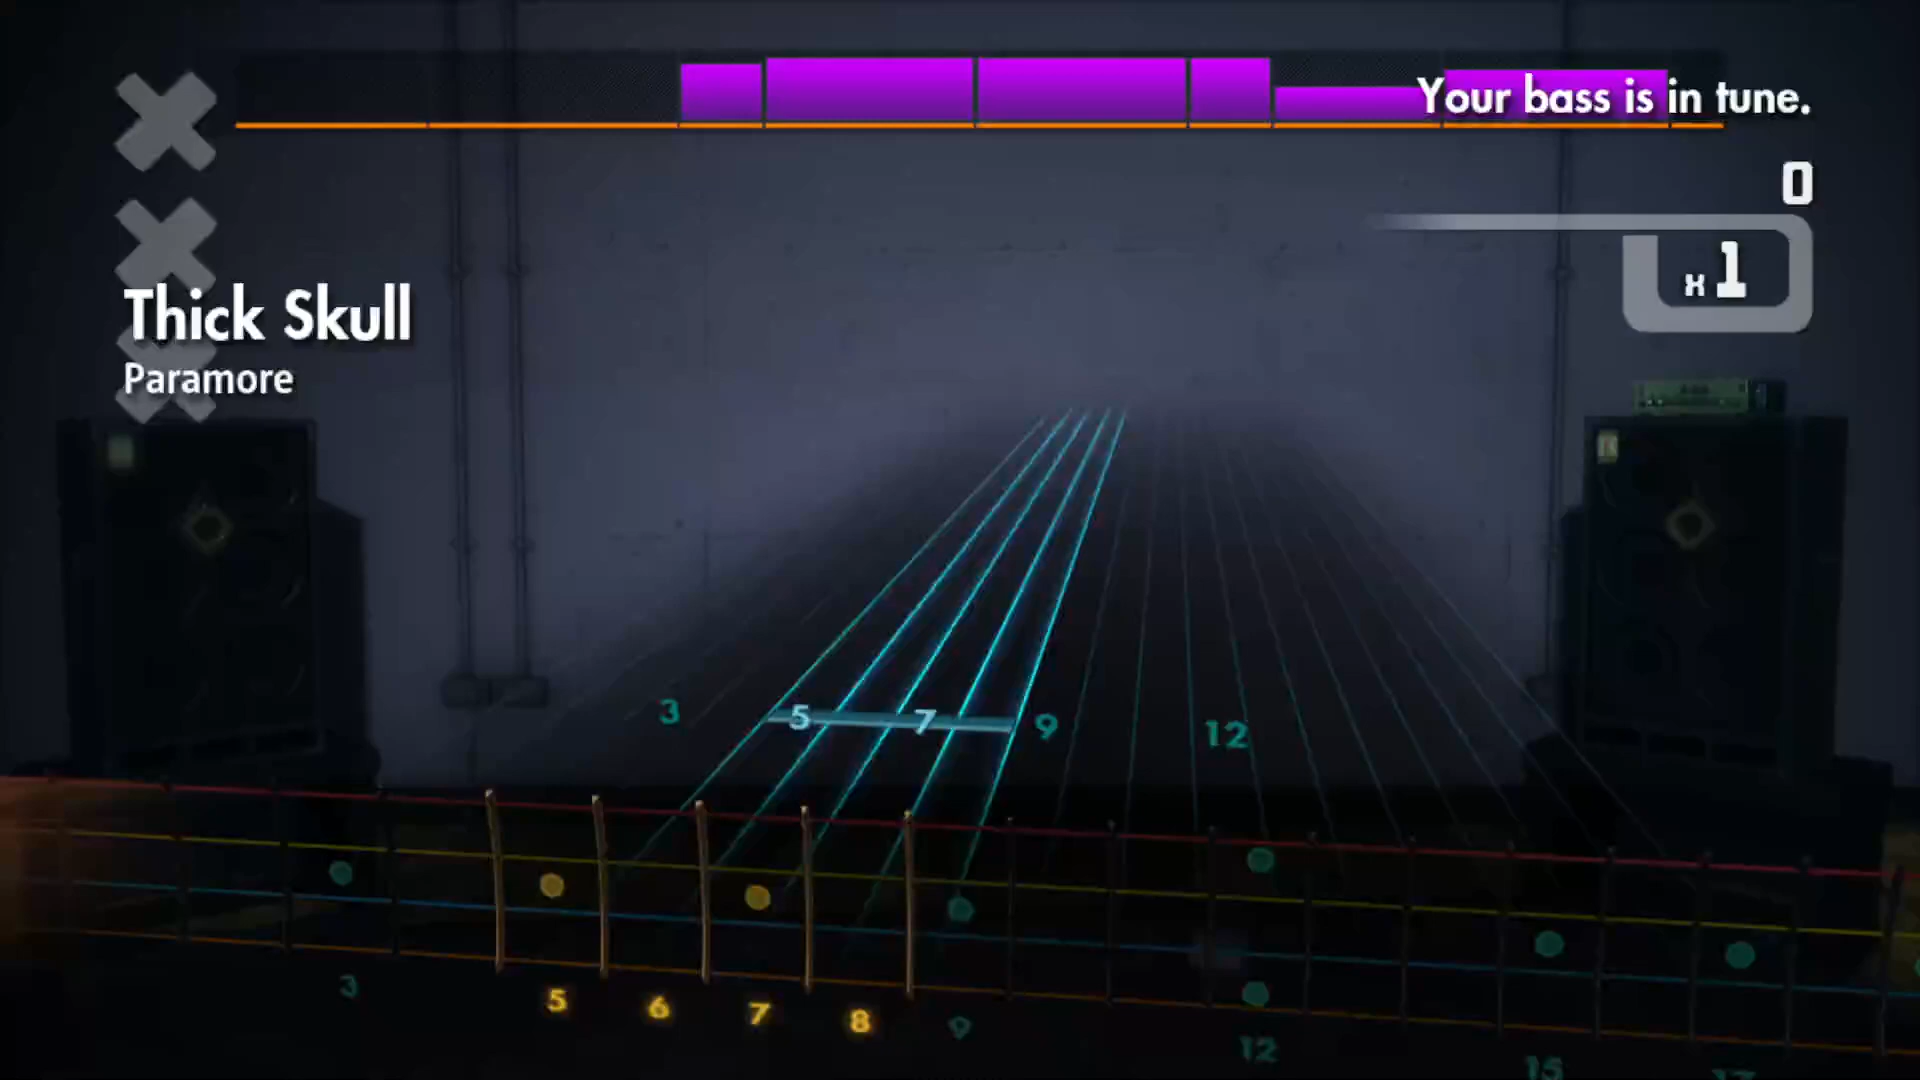 Your bass is in tune.
0
x1
Thick Skull
Paramore
3 5 7 9 12
3 5 6 7 8 9 12 15 17